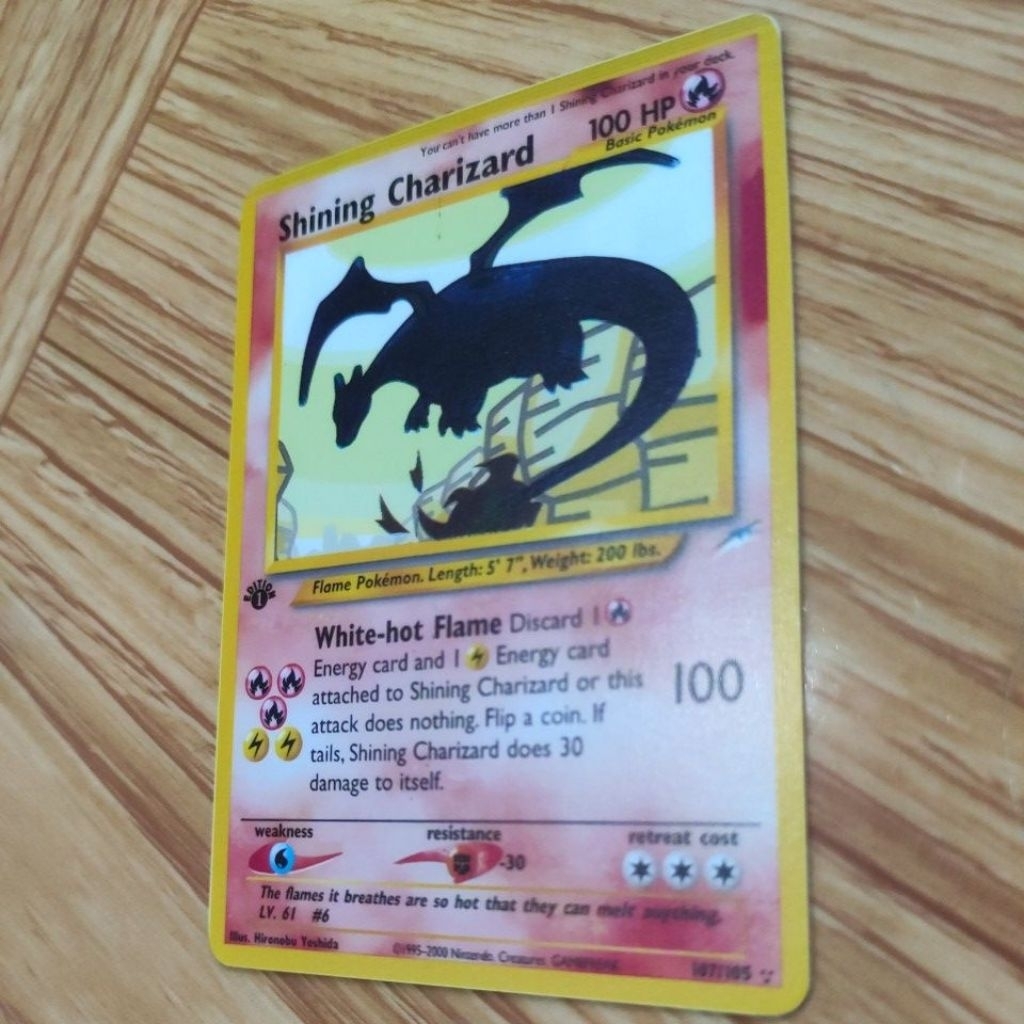 You can't have more than 1 Shining Charizard in your deck.
Shining Charizard 100 HP
Basic Pokémon
EDITION
1
Flame Pokémon. Length: 5' 7", Weight: 200 lbs.
White-hot Flame Discard 1
Energy card and 1 Energy card
attached to Shining Charizard or this
attack does nothing. Flip a coin. If
tails, Shining Charizard does 30
damage to itself.
100
weakness resistance retreat cost
-30
The flames it breathes are so hot that they can melt anything.
LV. 61 #6
Illus. Hironobu Yoshida
©1995-2000 Nintendo, Creatures, GAMEFREAK.
107/105